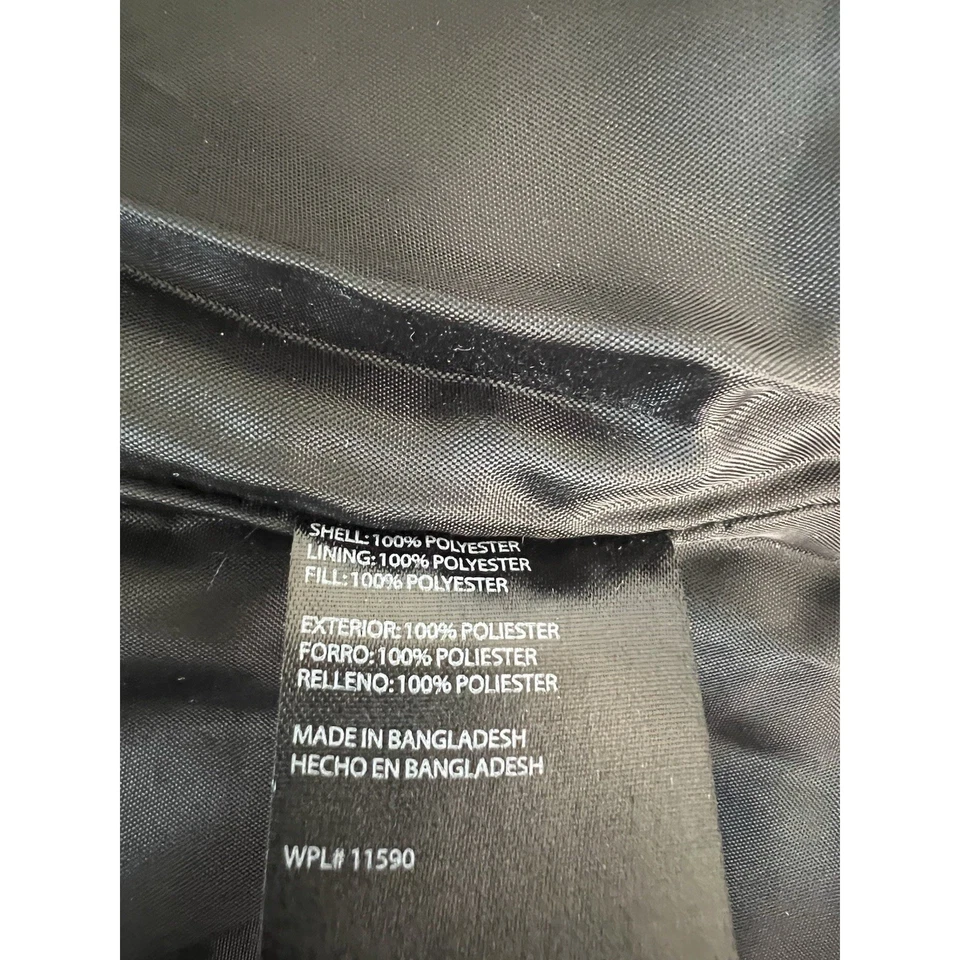 SHELL: 100% POLYESTER
LINING: 100% POLYESTER
FILL: 100% POLYESTER
EXTERIOR: 100% POLIESTER
FORRO: 100% POLIESTER
RELLENO: 100% POLIESTER
MADE IN BANGLADESH
HECHO EN BANGLADESH
WPL# 11590